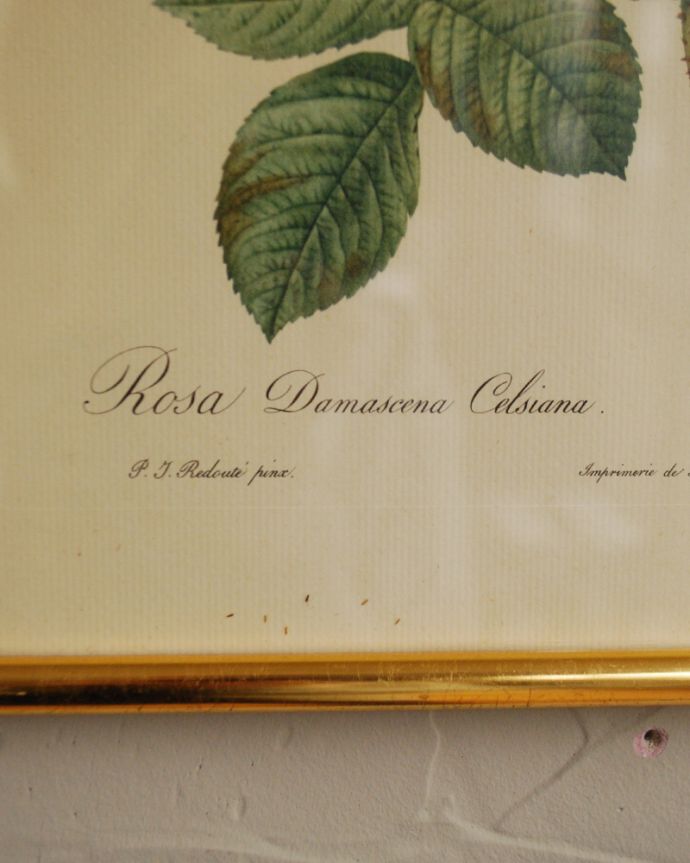 Rosa Damascena Celsiana.
P. J. Redouté pinx. Imprimerie de